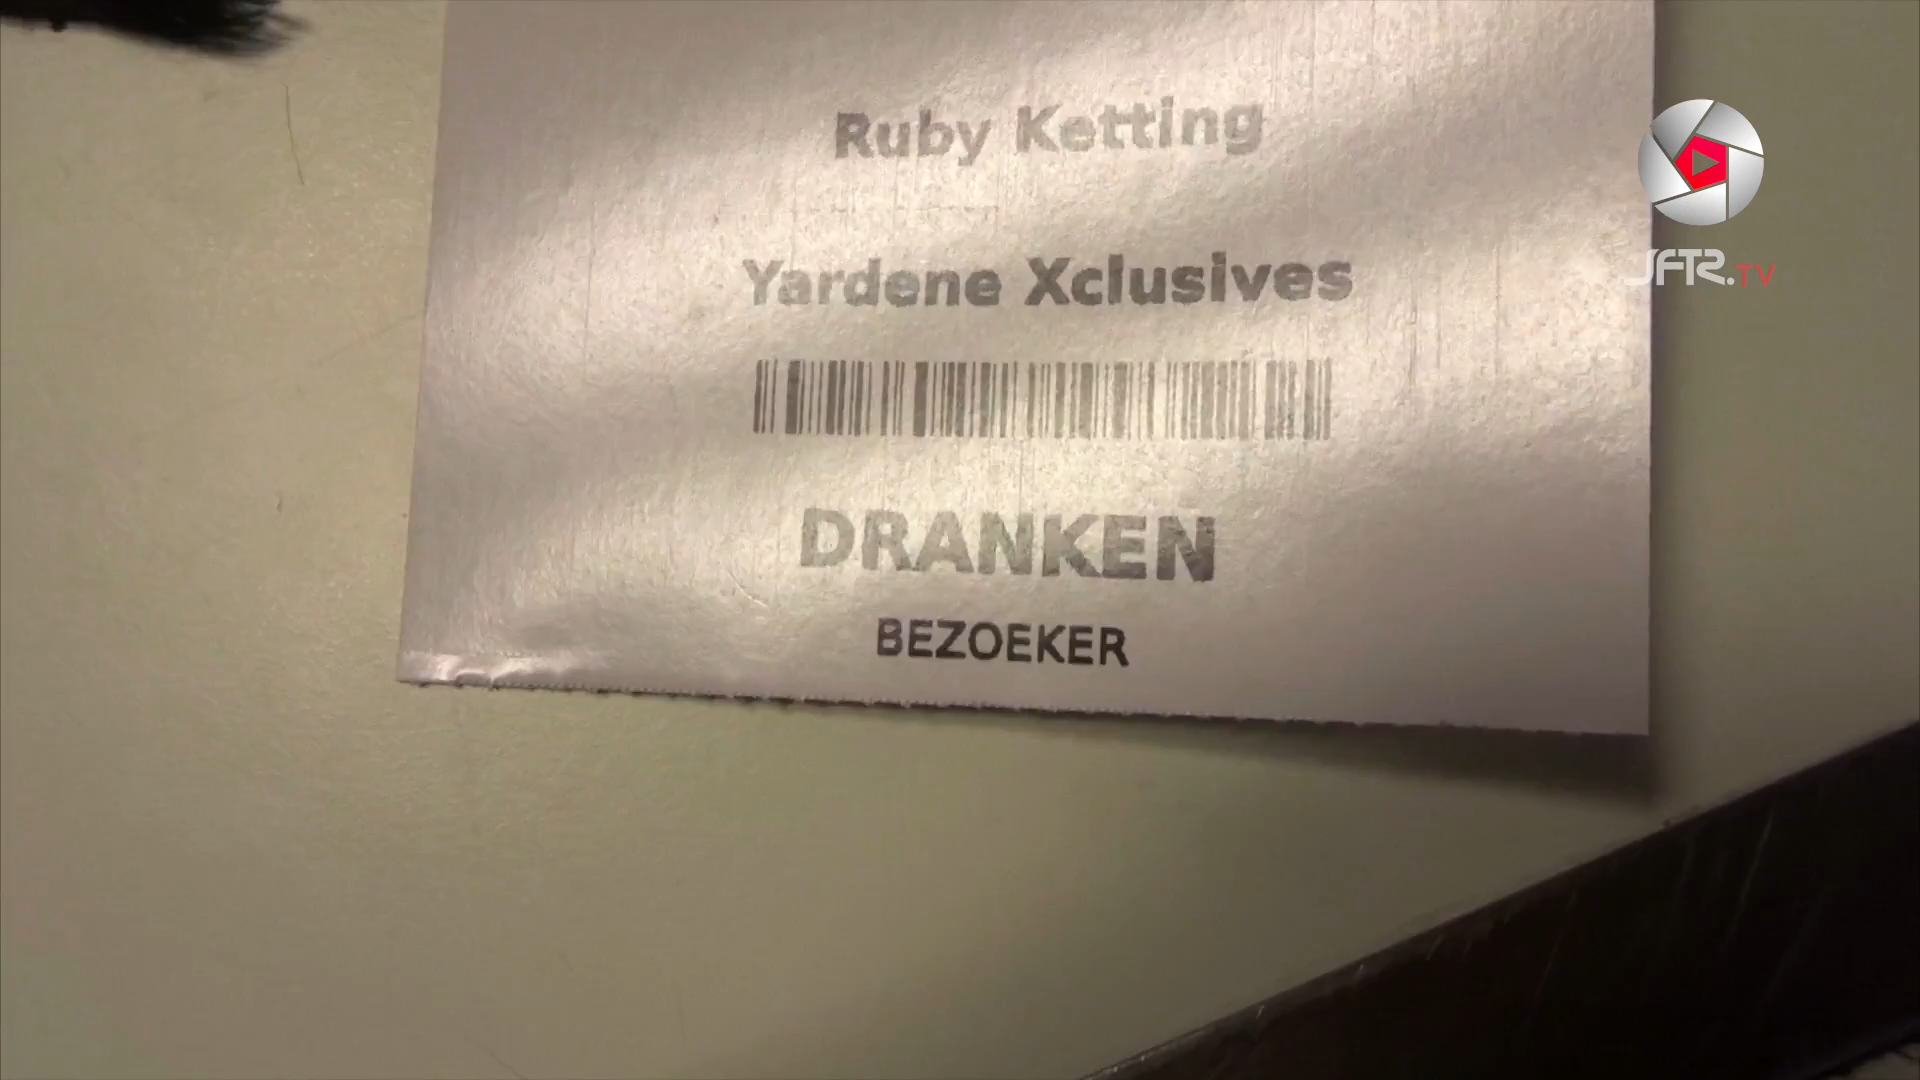 Ruby Ketting
Yardene Xclusives
DRANKEN
BEZOEKER
JFTR.TV